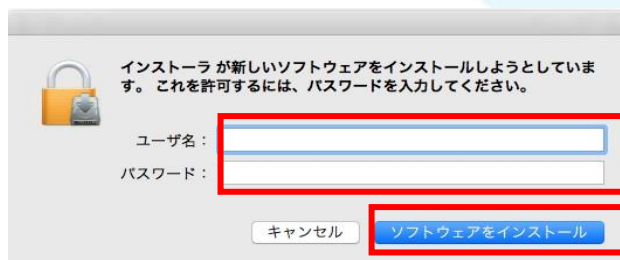 インストーラ が新しいソフトウェアをインストールしようとしていま
す。 これを許可するには、パスワードを入力してください。
ユーザ名：
パスワード：
キャンセル
ソフトウェアをインストール